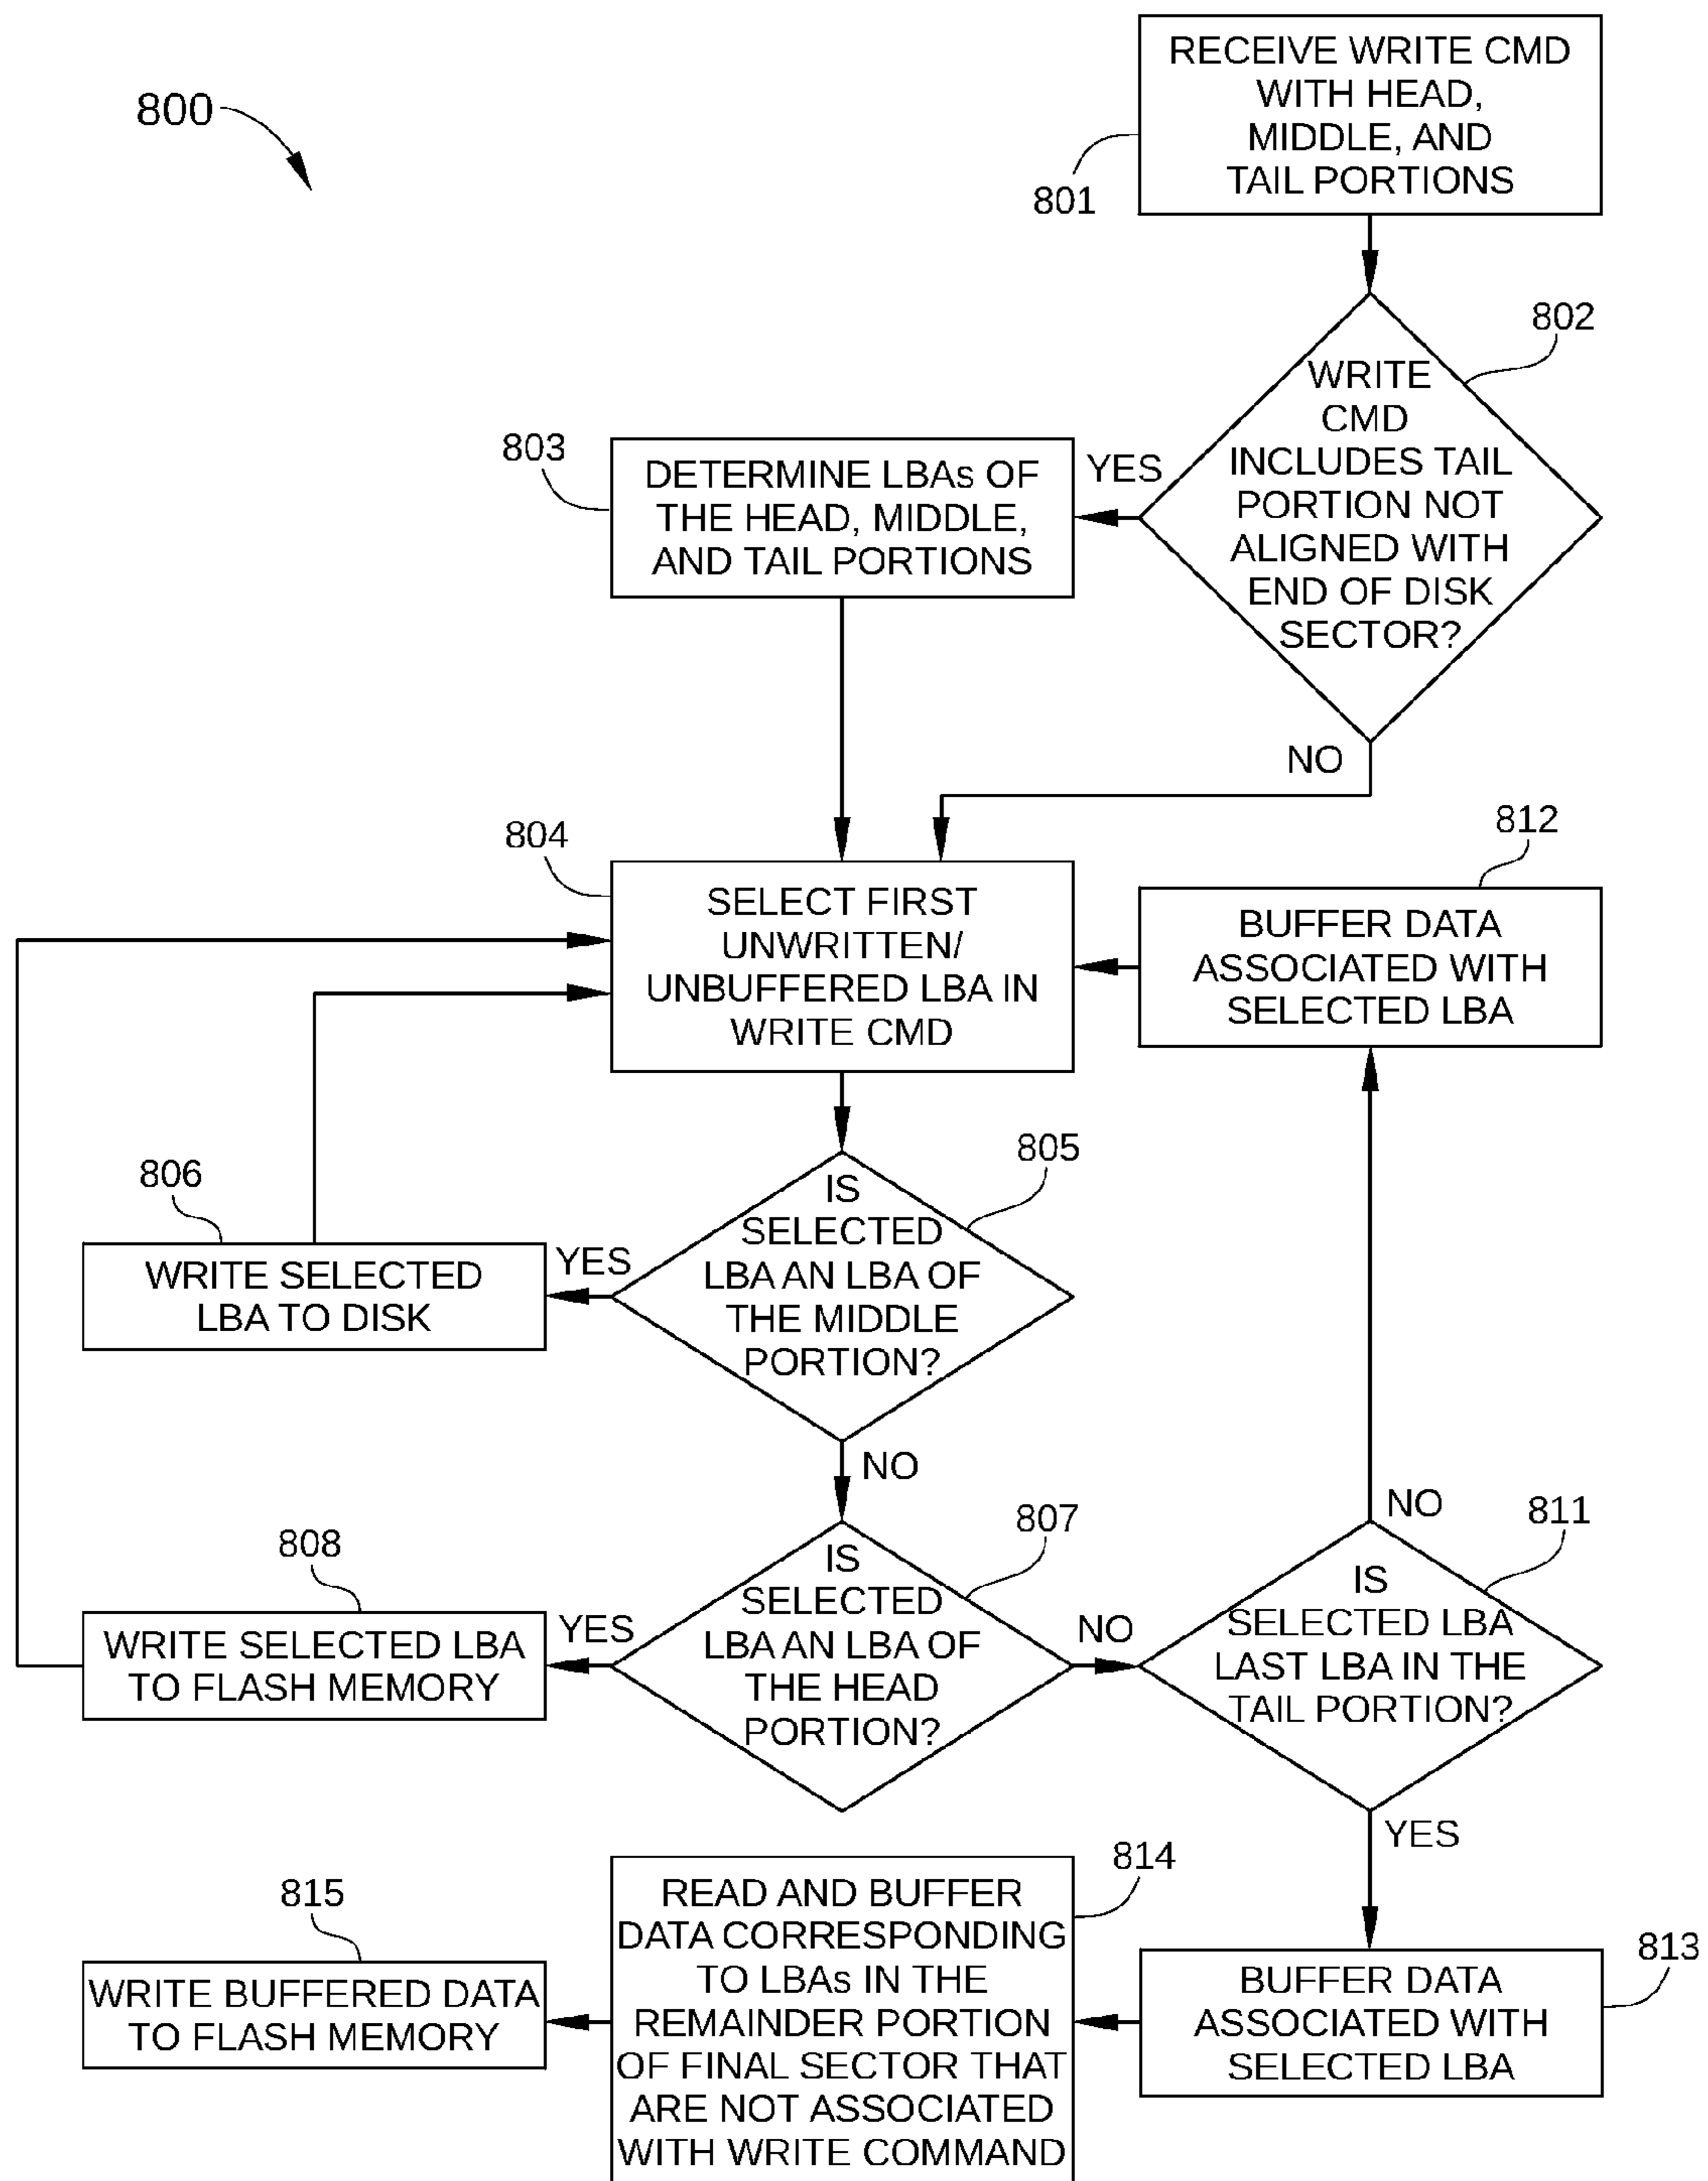 800
RECEIVE WRITE CMD
WITH HEAD,
MIDDLE, AND
TAIL PORTIONS
801
802
WRITE
CMD
INCLUDES TAIL
PORTION NOT
ALIGNED WITH
END OF DISK
SECTOR?
YES
NO
803
DETERMINE LBAs OF
THE HEAD, MIDDLE,
AND TAIL PORTIONS
804
SELECT FIRST
UNWRITTEN/
UNBUFFERED LBA IN
WRITE CMD
812
BUFFER DATA
ASSOCIATED WITH
SELECTED LBA
805
IS
SELECTED
LBA AN LBA OF
THE MIDDLE
PORTION?
YES
NO
806
WRITE SELECTED
LBA TO DISK
807
IS
SELECTED
LBA AN LBA OF
THE HEAD
PORTION?
YES
NO
808
WRITE SELECTED LBA
TO FLASH MEMORY
811
IS
SELECTED LBA
LAST LBA IN THE
TAIL PORTION?
NO
YES
813
BUFFER DATA
ASSOCIATED WITH
SELECTED LBA
814
READ AND BUFFER
DATA CORRESPONDING
TO LBAs IN THE
REMAINDER PORTION
OF FINAL SECTOR THAT
ARE NOT ASSOCIATED
WITH WRITE COMMAND
815
WRITE BUFFERED DATA
TO FLASH MEMORY